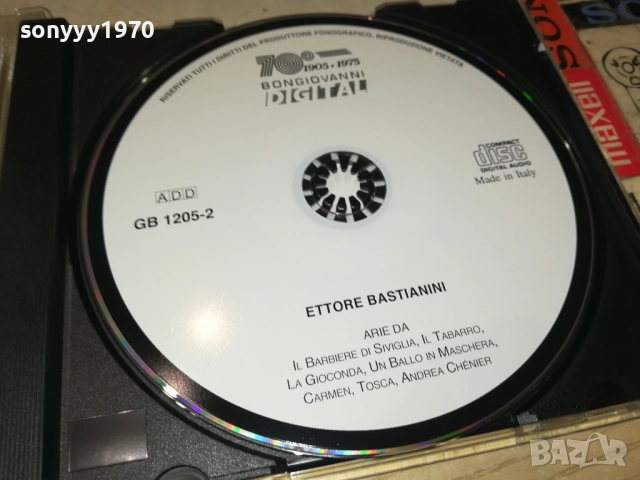 sonyyy1970
RISERVATI TUTTI I DIRITTI DEL PRODUTTORE FONOGRAFICO. RIPRODUZIONE VIETATA
70°
1905 - 1975
BONGIOVANNI
DIGITAL
COMPACT
disc
DIGITAL AUDIO
Made in Italy
ADD
GB 1205-2
ETTORE BASTIANINI
ARIE DA
IL BARBIERE DI SIVIGLIA, IL TABARRO,
LA GIOCONDA, UN BALLO IN MASCHERA,
CARMEN, TOSCA, ANDREA CHÉNIER
maxell
BAZAR